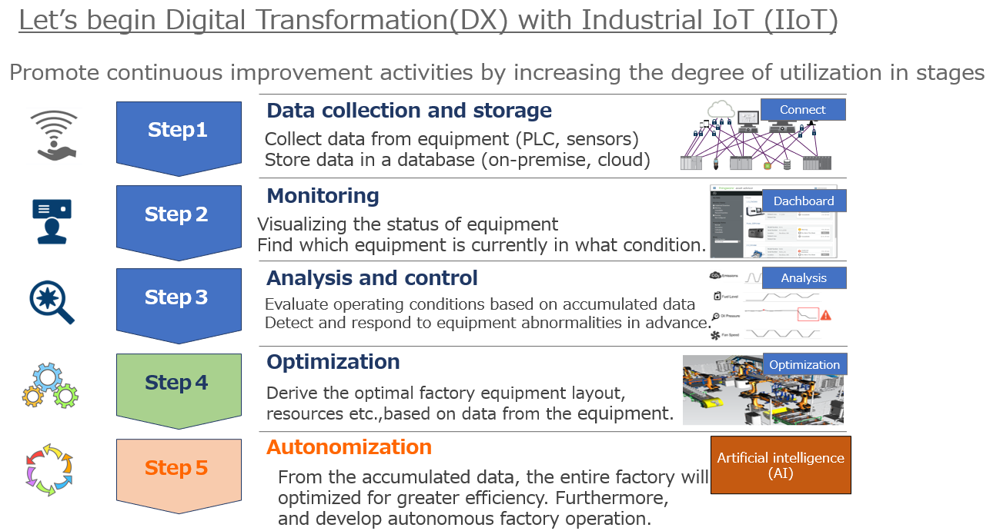 Let's begin Digital Transformation(DX) with Industrial IoT (IIoT)
Promote continuous improvement activities by increasing the degree of utilization in stages
Step1
Data collection and storage
Collect data from equipment (PLC, sensors)
Store data in a database (on-premise, cloud)
Connect
Step 2
Monitoring
Visualizing the status of equipment
Find which equipment is currently in what condition.
Dachboard
Step 3
Analysis and control
Evaluate operating conditions based on accumulated data
Detect and respond to equipment abnormalities in advance.
Analysis
CO₂ Emissions
Fuel Level
Oil Pressure
Fan Speed
Step 4
Optimization
Derive the optimal factory equipment layout,
resources etc.,based on data from the equipment.
Optimization
Step 5
Autonomization
From the accumulated data, the entire factory will
optimized for greater efficiency. Furthermore,
and develop autonomous factory operation.
Artificial intelligence
(AI)